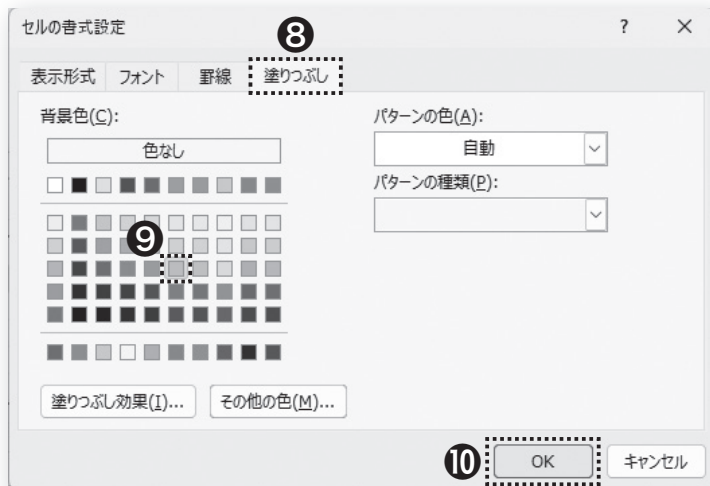 セルの書式設定 ? ×
❽
表示形式 フォント 罫線 塗りつぶし
背景色(C):
色なし
❾
パターンの色(A):
自動
パターンの種類(P):
塗りつぶし効果(I)... その他の色(M)...
❿ OK キャンセル